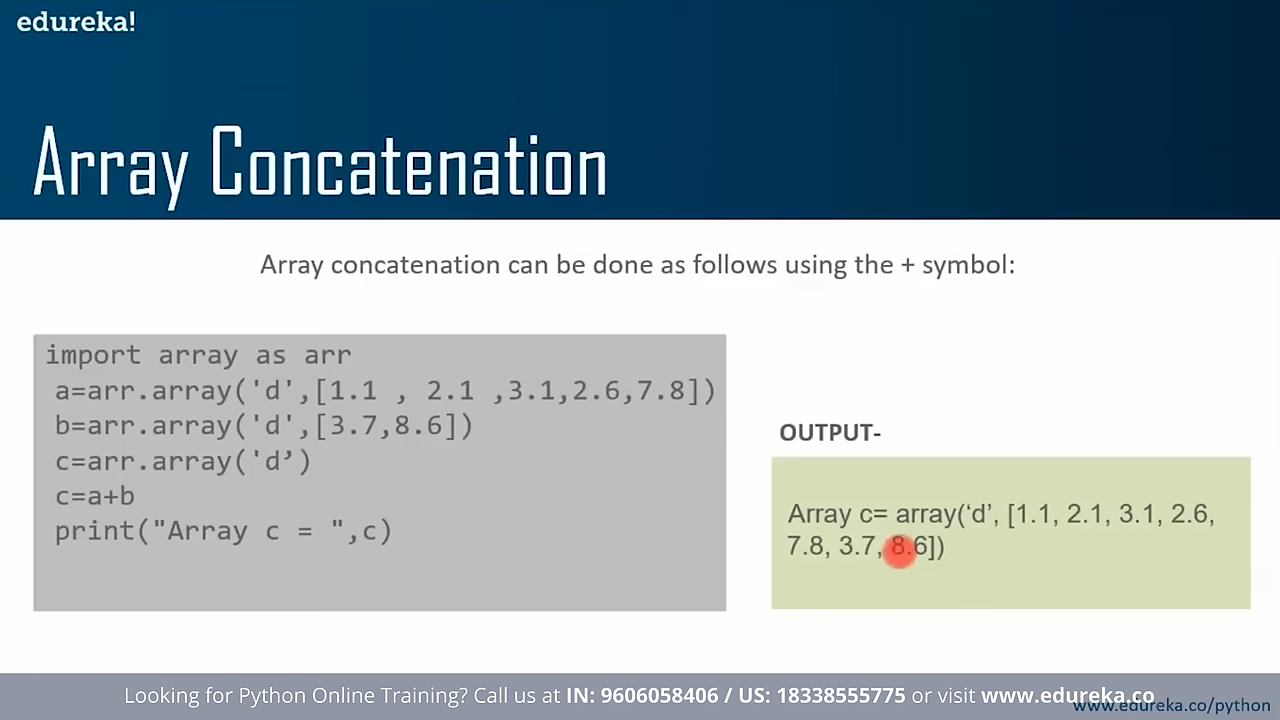 edureka!
Array Concatenation
Array concatenation can be done as follows using the + symbol:
import array as arr
a=arr.array('d',[1.1 , 2.1 ,3.1,2.6,7.8])
b=arr.array('d',[3.7,8.6])
c=arr.array('d’)
c=a+b
print("Array c = ",c)
OUTPUT-
Array c= array(‘d’, [1.1, 2.1, 3.1, 2.6,
7.8, 3.7, 8.6])
Looking for Python Online Training? Call us at IN: 9606058406 / US: 18338555775 or visit www.edureka.co
www.edureka.co/python